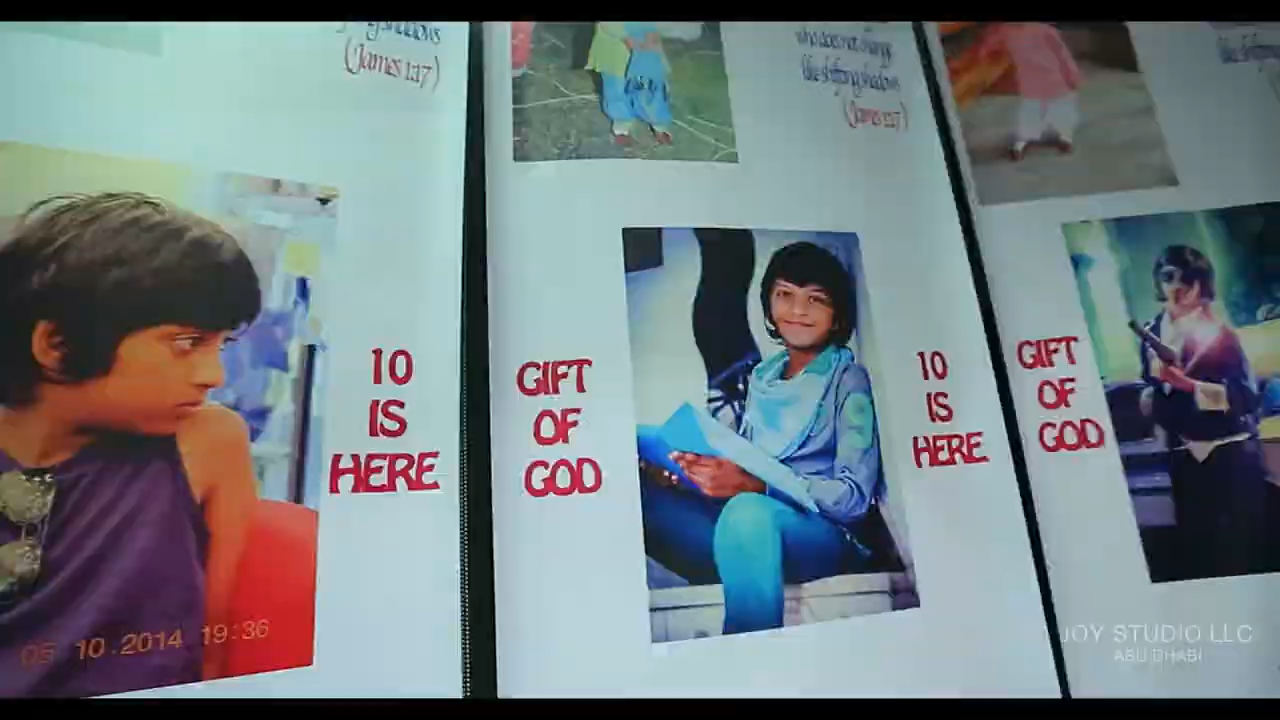 (James 1:17)
10
IS
HERE
05 10.2014 19:36
who does not change
like shifting shadows
(James 1:17)
GIFT
OF
GOD
10
IS
HERE
GIFT
OF
GOD
JOY STUDIO LLC
ABU DHABI